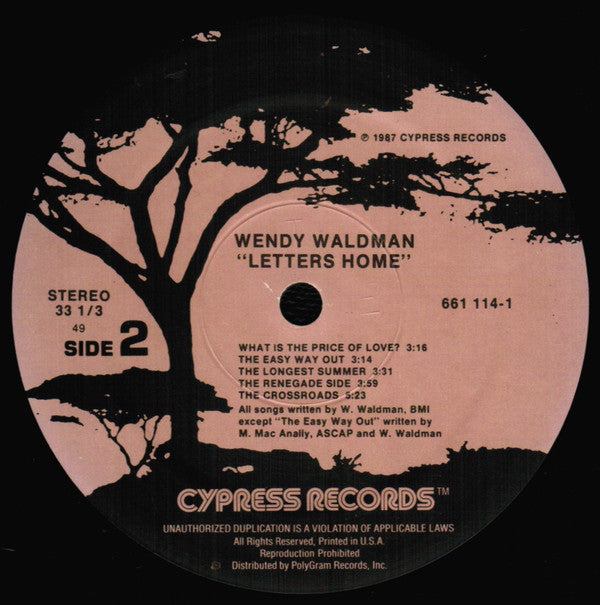 ℗ 1987 CYPRESS RECORDS
WENDY WALDMAN
"LETTERS HOME"
STEREO
33 1/3
49
SIDE 2
661 114-1
WHAT IS THE PRICE OF LOVE? 3:16
THE EASY WAY OUT 3:14
THE LONGEST SUMMER 3:31
THE RENEGADE SIDE 3:59
THE CROSSROADS 5:23
All songs written by W. Waldman, BMI
except "The Easy Way Out" written by
M. Mac Anally, ASCAP and W. Waldman
CYPRESS RECORDS™
UNAUTHORIZED DUPLICATION IS A VIOLATION OF APPLICABLE LAWS
All Rights Reserved, Printed in U.S.A.
Reproduction Prohibited
Distributed by PolyGram Records, Inc.